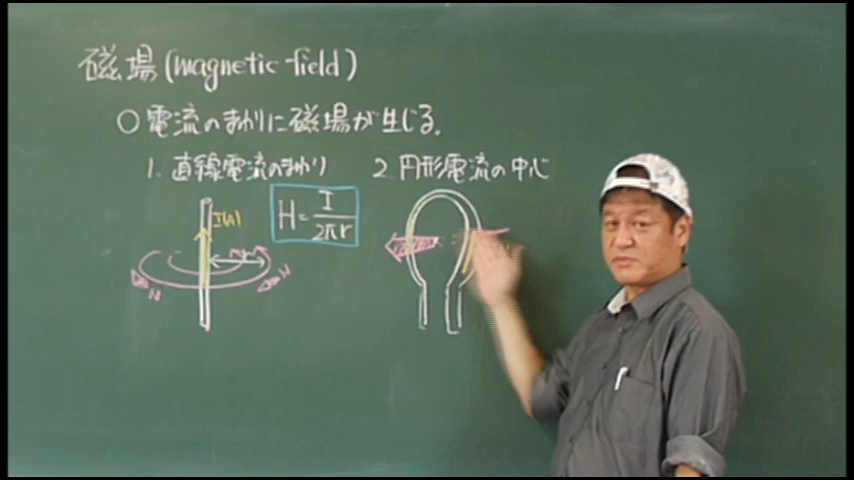 磁場(magnetic field)
○電流のまわりに磁場が生じる.
1. 直線電流のまわり 2. 円形電流の中心
I(A)
H=I/2πr
N N